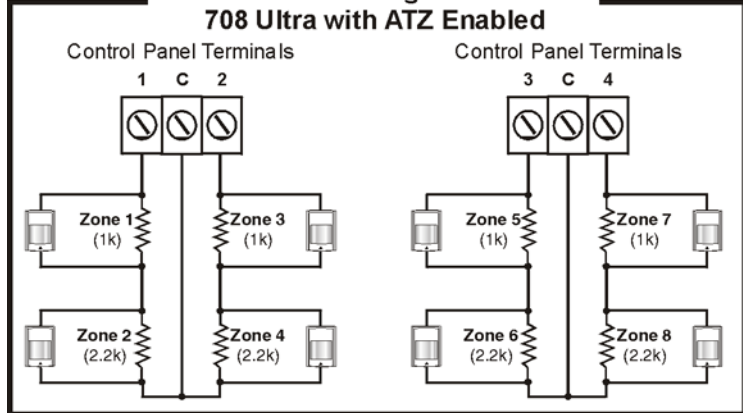 708 Ultra with ATZ Enabled
Control Panel Terminals
1 C 2
Zone 1
(1k)
Zone 3
(1k)
Zone 2
(2.2k)
Zone 4
(2.2k)
Control Panel Terminals
3 C 4
Zone 5
(1k)
Zone 7
(1k)
Zone 6
(2.2k)
Zone 8
(2.2k)